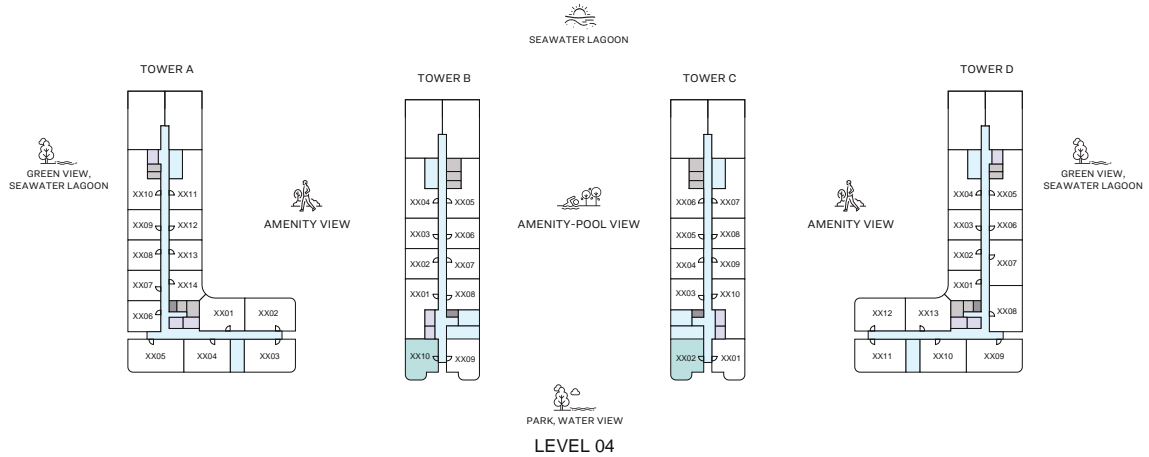 SEAWATER LAGOON
TOWER A
TOWER B
TOWER C
TOWER D
GREEN VIEW,
SEAWATER LAGOON
AMENITY VIEW
AMENITY-POOL VIEW
AMENITY VIEW
GREEN VIEW,
SEAWATER LAGOON
XX10 XX11
XX09 XX12
XX08 XX13
XX07 XX14
XX06 XX01 XX02
XX05 XX04 XX03
XX04 XX05
XX03 XX06
XX02 XX07
XX01 XX08
XX10 XX09
XX06 XX07
XX05 XX08
XX04 XX09
XX03 XX10
XX02 XX01
XX04 XX05
XX03 XX06
XX02 XX07
XX01
XX12 XX13 XX08
XX11 XX10 XX09
PARK, WATER VIEW
LEVEL 04